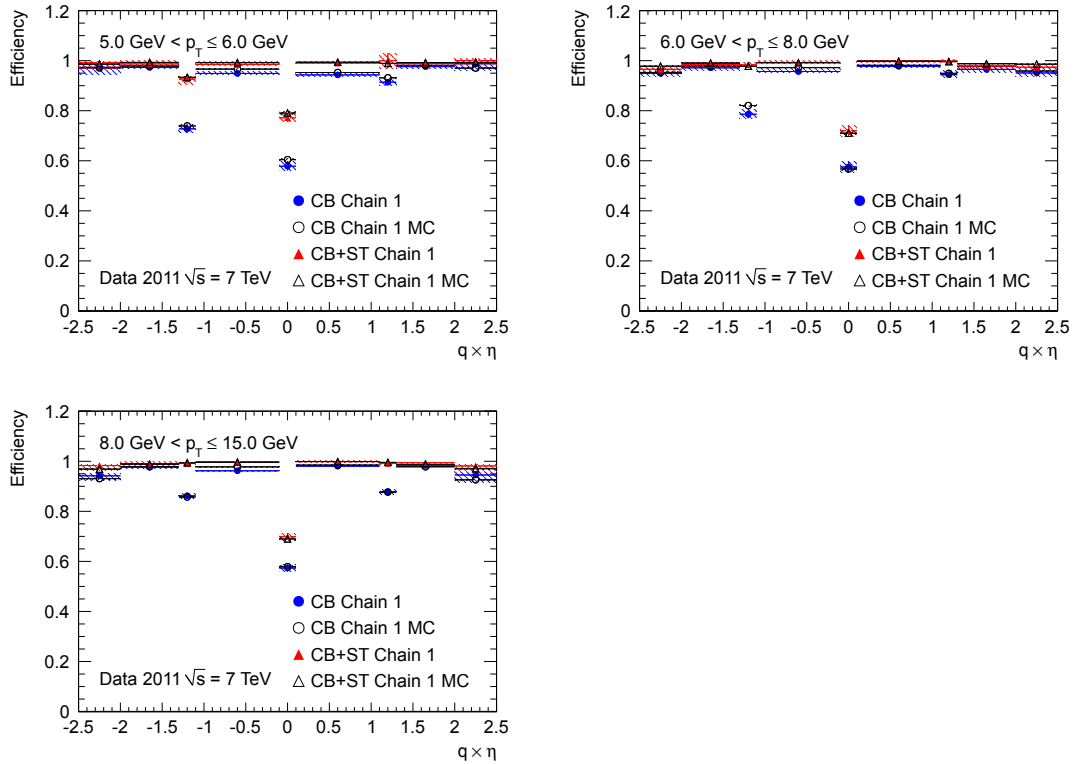 Efficiency
1.2
1
0.8
0.6
0.4
0.2
0
5.0 GeV < p_T ≤ 6.0 GeV
CB Chain 1
CB Chain 1 MC
CB+ST Chain 1
CB+ST Chain 1 MC
Data 2011 √s = 7 TeV
-2.5 -2 -1.5 -1 -0.5 0 0.5 1 1.5 2 2.5
q × η
Efficiency
1.2
1
0.8
0.6
0.4
0.2
0
6.0 GeV < p_T ≤ 8.0 GeV
CB Chain 1
CB Chain 1 MC
CB+ST Chain 1
CB+ST Chain 1 MC
Data 2011 √s = 7 TeV
-2.5 -2 -1.5 -1 -0.5 0 0.5 1 1.5 2 2.5
q × η
Efficiency
1.2
1
0.8
0.6
0.4
0.2
0
8.0 GeV < p_T ≤ 15.0 GeV
CB Chain 1
CB Chain 1 MC
CB+ST Chain 1
CB+ST Chain 1 MC
Data 2011 √s = 7 TeV
-2.5 -2 -1.5 -1 -0.5 0 0.5 1 1.5 2 2.5
q × η